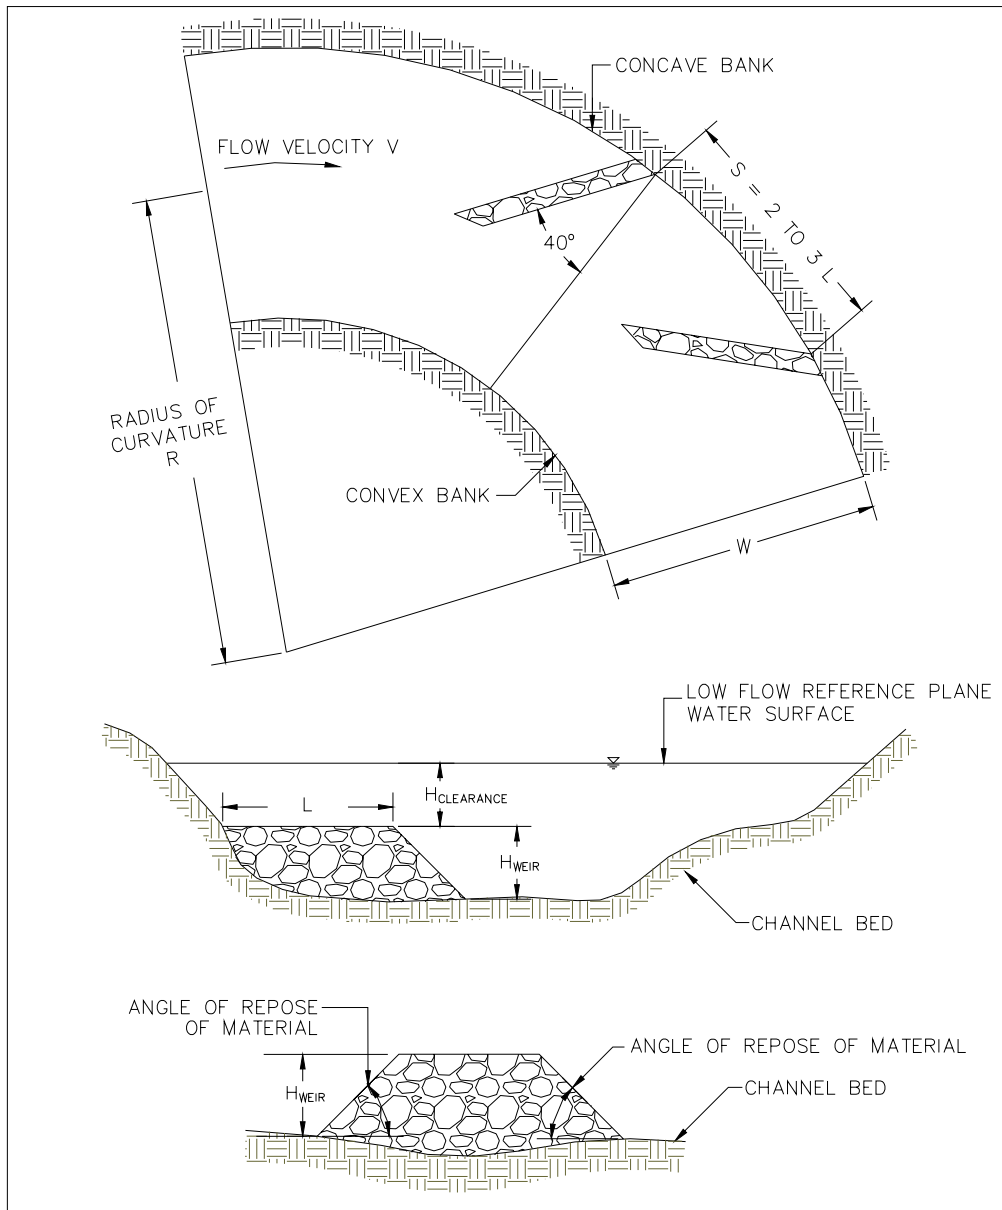 CONCAVE BANK
FLOW VELOCITY V
S = 2 TO 3 L
40°
RADIUS OF
CURVATURE
R
CONVEX BANK
W
LOW FLOW REFERENCE PLANE
WATER SURFACE
L
HCLEARANCE
HWEIR
CHANNEL BED
ANGLE OF REPOSE
OF MATERIAL
ANGLE OF REPOSE OF MATERIAL
HWEIR
CHANNEL BED